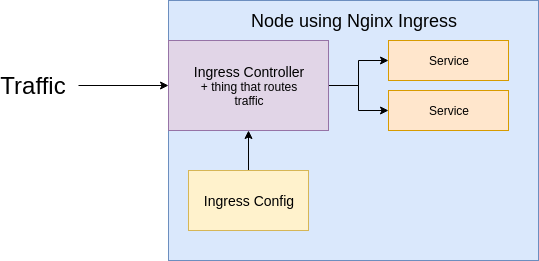 Node using Nginx Ingress
Traffic
Ingress Controller
+ thing that routes
traffic
Service
Service
Ingress Config